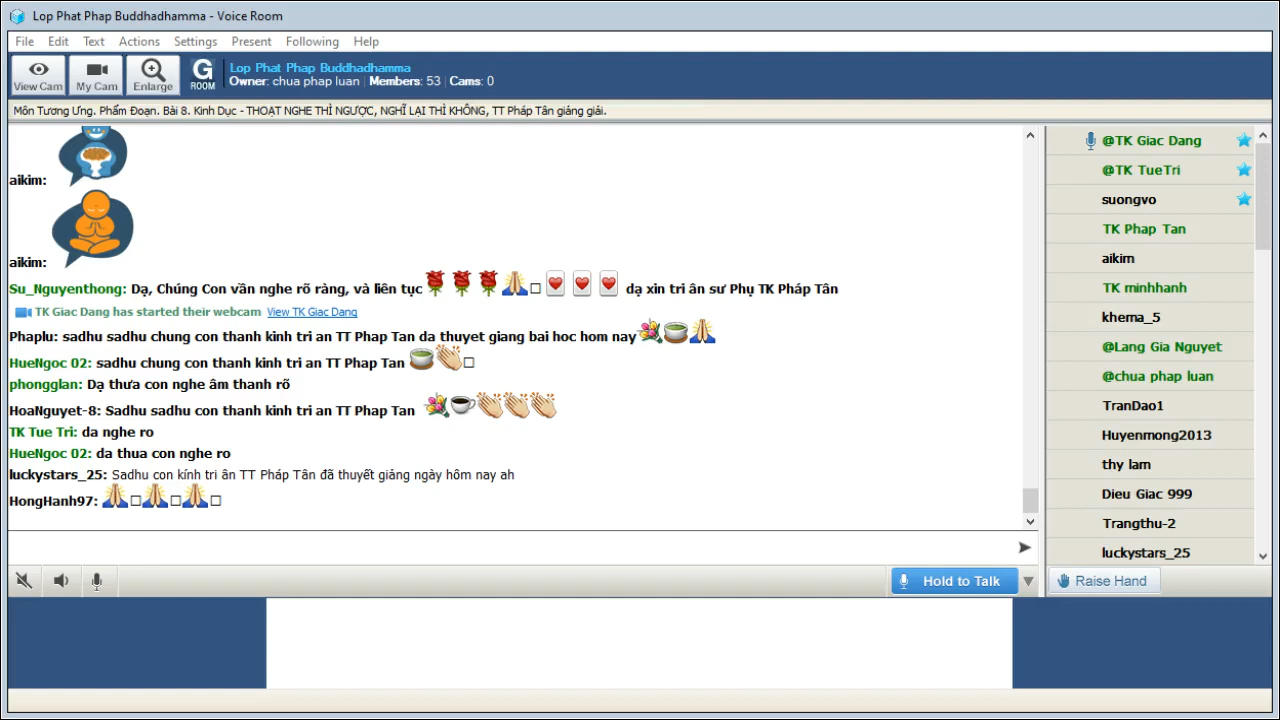 Lop Phat Phap Buddhadhamma - Voice Room
File Edit Text Actions Settings Present Following Help
View Cam My Cam Enlarge G ROOM
Lop Phat Phap Buddhadhamma
Owner: chua phap luan Members: 53 Cams: 0
Môn Tương Ưng. Phẩm Đoạn. Bài 8. Kinh Dục - THOẠT NGHE THÌ NGƯỢC, NGHĨ LẠI THÌ KHÔNG, TT Pháp Tân giảng giải.
aikim:
aikim:
Su_Nguyenthong: Dạ, Chúng Con vần nghe rõ ràng, và liên tục dạ xin tri ân sư Phụ TK Pháp Tân
TK Giac Dang has started their webcam View TK Giac Dang
Phaplu: sadhu sadhu chung con thanh kinh tri an TT Phap Tan da thuyet giang bai hoc hom nay
HueNgoc 02: sadhu chung con thanh kinh tri an TT Phap Tan
phongglan: Dạ thưa con nghe âm thanh rõ
HoaNguyet-8: Sadhu sadhu con thanh kinh tri an TT Phap Tan
TK Tue Tri: da nghe ro
HueNgoc 02: da thua con nghe ro
luckystars_25: Sadhu con kính tri ân TT Pháp Tân đã thuyết giảng ngày hôm nay ah
HongHanh97:
@TK Giac Dang
@TK TueTri
suongvo
TK Phap Tan
aikim
TK minhhanh
khema_5
@Lang Gia Nguyet
@chua phap luan
TranDao1
Huyenmong2013
thy lam
Dieu Giac 999
Trangthu-2
luckystars_25
Hold to Talk
Raise Hand